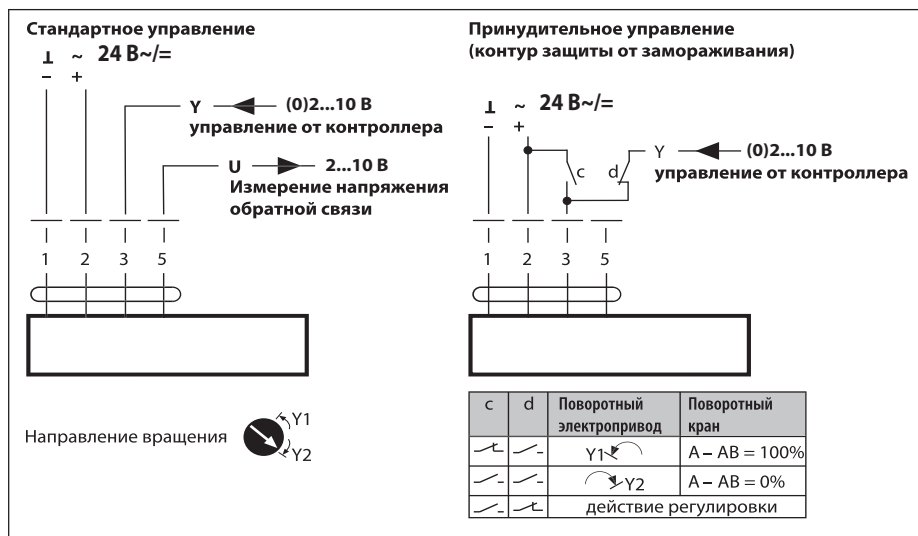 Стандартное управление
⊥ ~ 24 В~/=
– +
Y (0)2...10 В
управление от контроллера
U 2...10 В
Измерение напряжения
обратной связи
1 2 3 5
Направление вращения
Y1
Y2
Принудительное управление
(контур защиты от замораживания)
⊥ ~ 24 В~/=
– +
c d Y (0)2...10 В
управление от контроллера
1 2 3 5
c d Поворотный электропривод Поворотный кран
Y1 A – AB = 100%
Y2 A – AB = 0%
действие регулировки